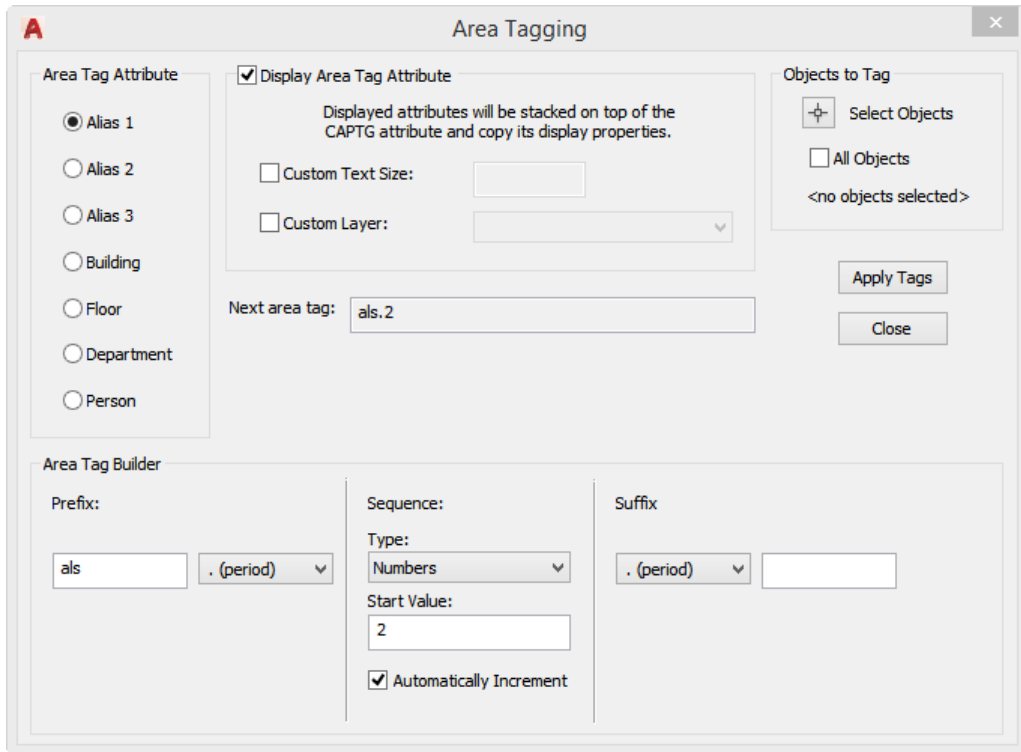 Area Tagging
Area Tag Attribute
Alias 1
Alias 2
Alias 3
Building
Floor
Department
Person
Display Area Tag Attribute
Displayed attributes will be stacked on top of the
CAPTG attribute and copy its display properties.
Custom Text Size:
Custom Layer:
Next area tag: als.2
Objects to Tag
Select Objects
All Objects
<no objects selected>
Apply Tags
Close
Area Tag Builder
Prefix:
als . (period)
Sequence:
Type:
Numbers
Start Value:
2
Automatically Increment
Suffix
. (period)